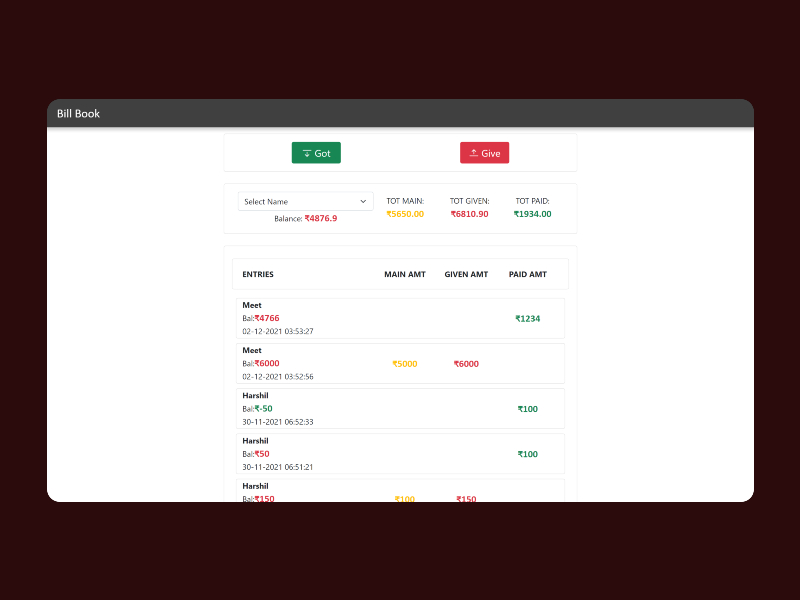 Bill Book
Got Give
Select Name TOT MAIN: TOT GIVEN: TOT PAID:
Balance: ₹4876.9 ₹5650.00 ₹6810.90 ₹1934.00
ENTRIES MAIN AMT GIVEN AMT PAID AMT
Meet
Bal:₹4766 ₹1234
02-12-2021 03:53:27
Meet
Bal:₹6000 ₹5000 ₹6000
02-12-2021 03:52:56
Harshil
Bal:₹-50 ₹100
30-11-2021 06:52:33
Harshil
Bal:₹50 ₹100
30-11-2021 06:51:21
Harshil
Bal:₹150 ₹100 ₹150